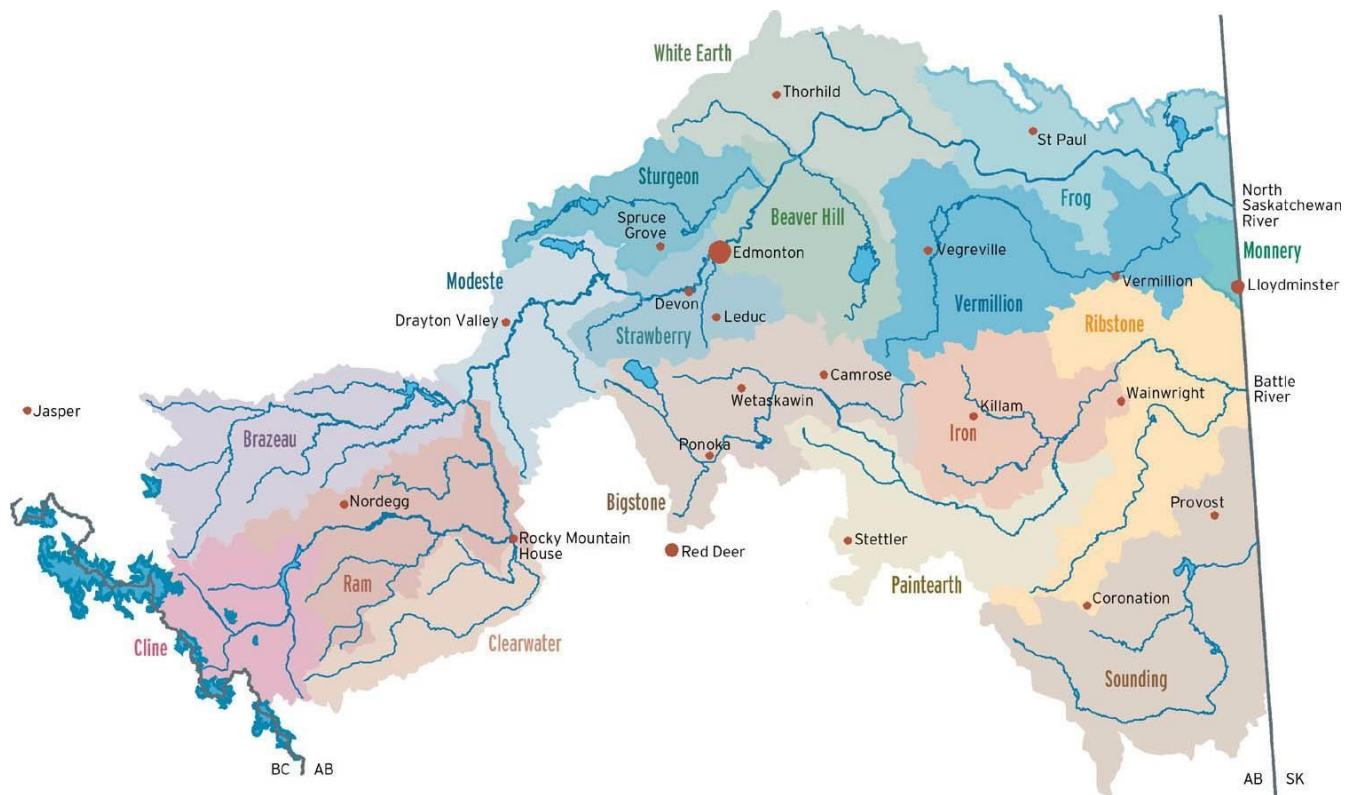 White Earth
Thorhild
St Paul
Sturgeon
Frog
North
Saskatchewan
River
Spruce
Grove
Beaver Hill
Edmonton
Vegreville
Monnery
Modeste
Devon
Vermillion
Lloydminster
Drayton Valley
Leduc
Vermillion
Strawberry
Ribstone
Camrose
Battle
River
Jasper
Wetaskawin
Wainwright
Killam
Brazeau
Iron
Ponoka
Nordegg
Bigstone
Provost
Rocky Mountain
House
Red Deer
Stettler
Ram
Paintearth
Coronation
Cline
Clearwater
Sounding
BC AB
AB SK